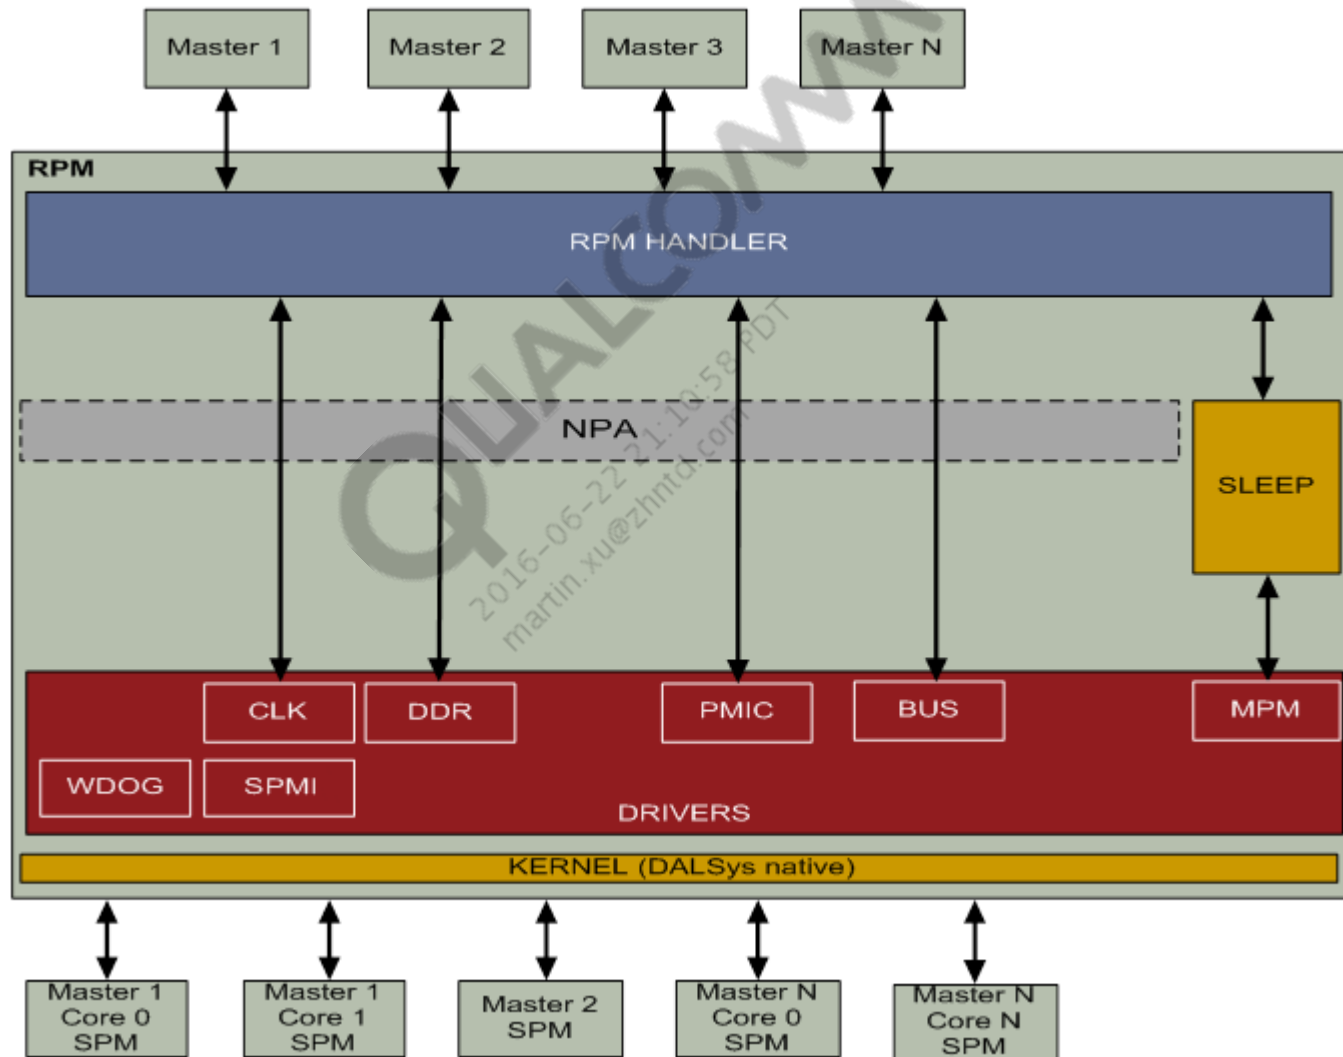 Master 1
Master 2
Master 3
Master N
RPM
RPM HANDLER
QUALCOMM
2016-06-22 21:10:58 PDT
martin.xu@zhntd.com
NPA
SLEEP
CLK
DDR
PMIC
BUS
MPM
WDOG
SPMI
DRIVERS
KERNEL (DALSys native)
Master 1
Core 0
SPM
Master 1
Core 1
SPM
Master 2
SPM
Master N
Core 0
SPM
Master N
Core N
SPM